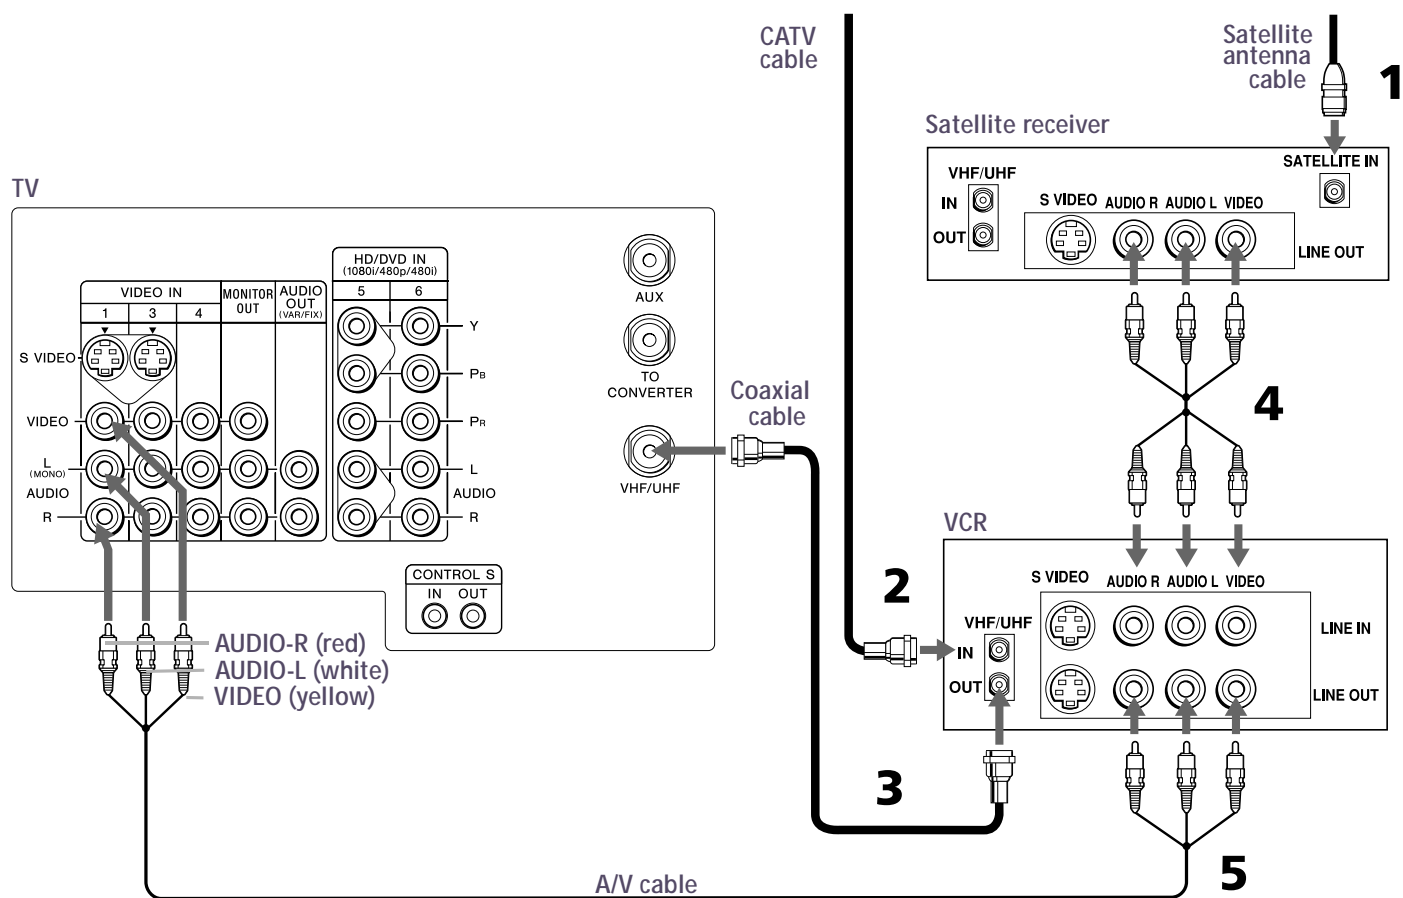 CATV
cable
Satellite
antenna
cable
1
Satellite receiver
SATELLITE IN
VHF/UHF
IN
OUT
S VIDEO AUDIO R AUDIO L VIDEO
LINE OUT
TV
HD/DVD IN
(1080i/480p/480i)
5 6
VIDEO IN
1 3 4
MONITOR
OUT
AUDIO
OUT
(VAR/FIX)
S VIDEO
VIDEO
L
(MONO)
AUDIO
R
Y
PB
PR
L
AUDIO
R
AUX
TO
CONVERTER
VHF/UHF
Coaxial
cable
4
CONTROL S
IN OUT
AUDIO-R (red)
AUDIO-L (white)
VIDEO (yellow)
VCR
2
S VIDEO AUDIO R AUDIO L VIDEO
VHF/UHF
IN
OUT
LINE IN
LINE OUT
3
5
A/V cable